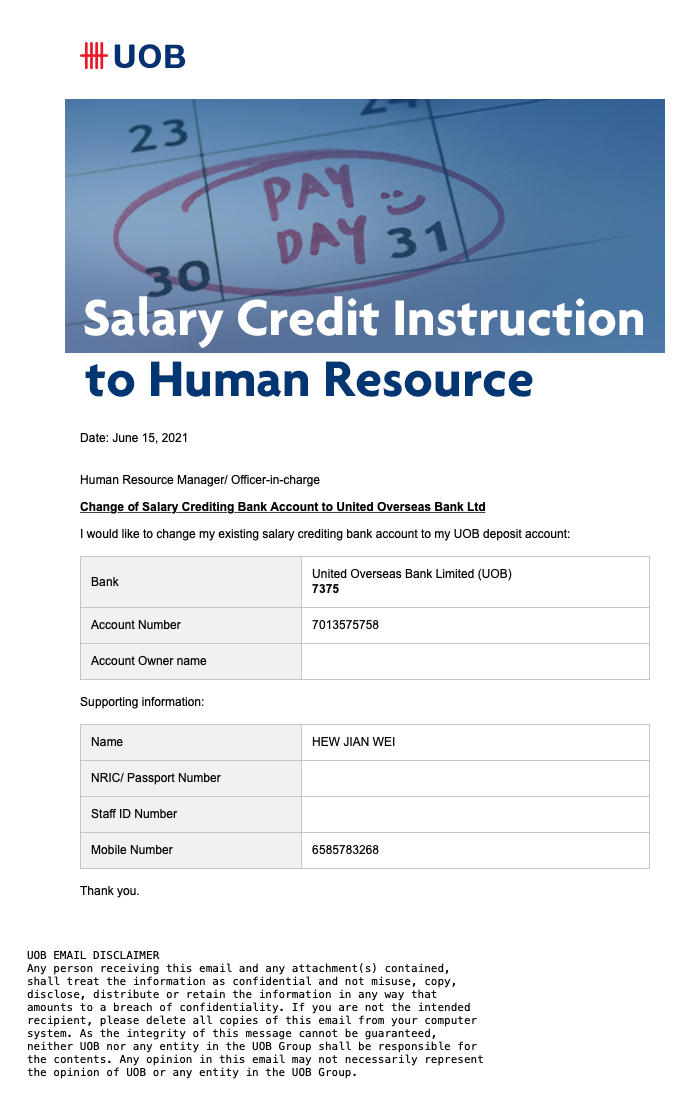 UOB
23
24
PAY
DAY
30
31
Salary Credit Instruction
to Human Resource
Date: June 15, 2021
Human Resource Manager/ Officer-in-charge
Change of Salary Crediting Bank Account to United Overseas Bank Ltd
I would like to change my existing salary crediting bank account to my UOB deposit account:
Bank
United Overseas Bank Limited (UOB)
7375
Account Number
7013575758
Account Owner name
Supporting information:
Name
HEW JIAN WEI
NRIC/ Passport Number
Staff ID Number
Mobile Number
6585783268
Thank you.
UOB EMAIL DISCLAIMER
Any person receiving this email and any attachment(s) contained,
shall treat the information as confidential and not misuse, copy,
disclose, distribute or retain the information in any way that
amounts to a breach of confidentiality. If you are not the intended
recipient, please delete all copies of this email from your computer
system. As the integrity of this message cannot be guaranteed,
neither UOB nor any entity in the UOB Group shall be responsible for
the contents. Any opinion in this email may not necessarily represent
the opinion of UOB or any entity in the UOB Group.